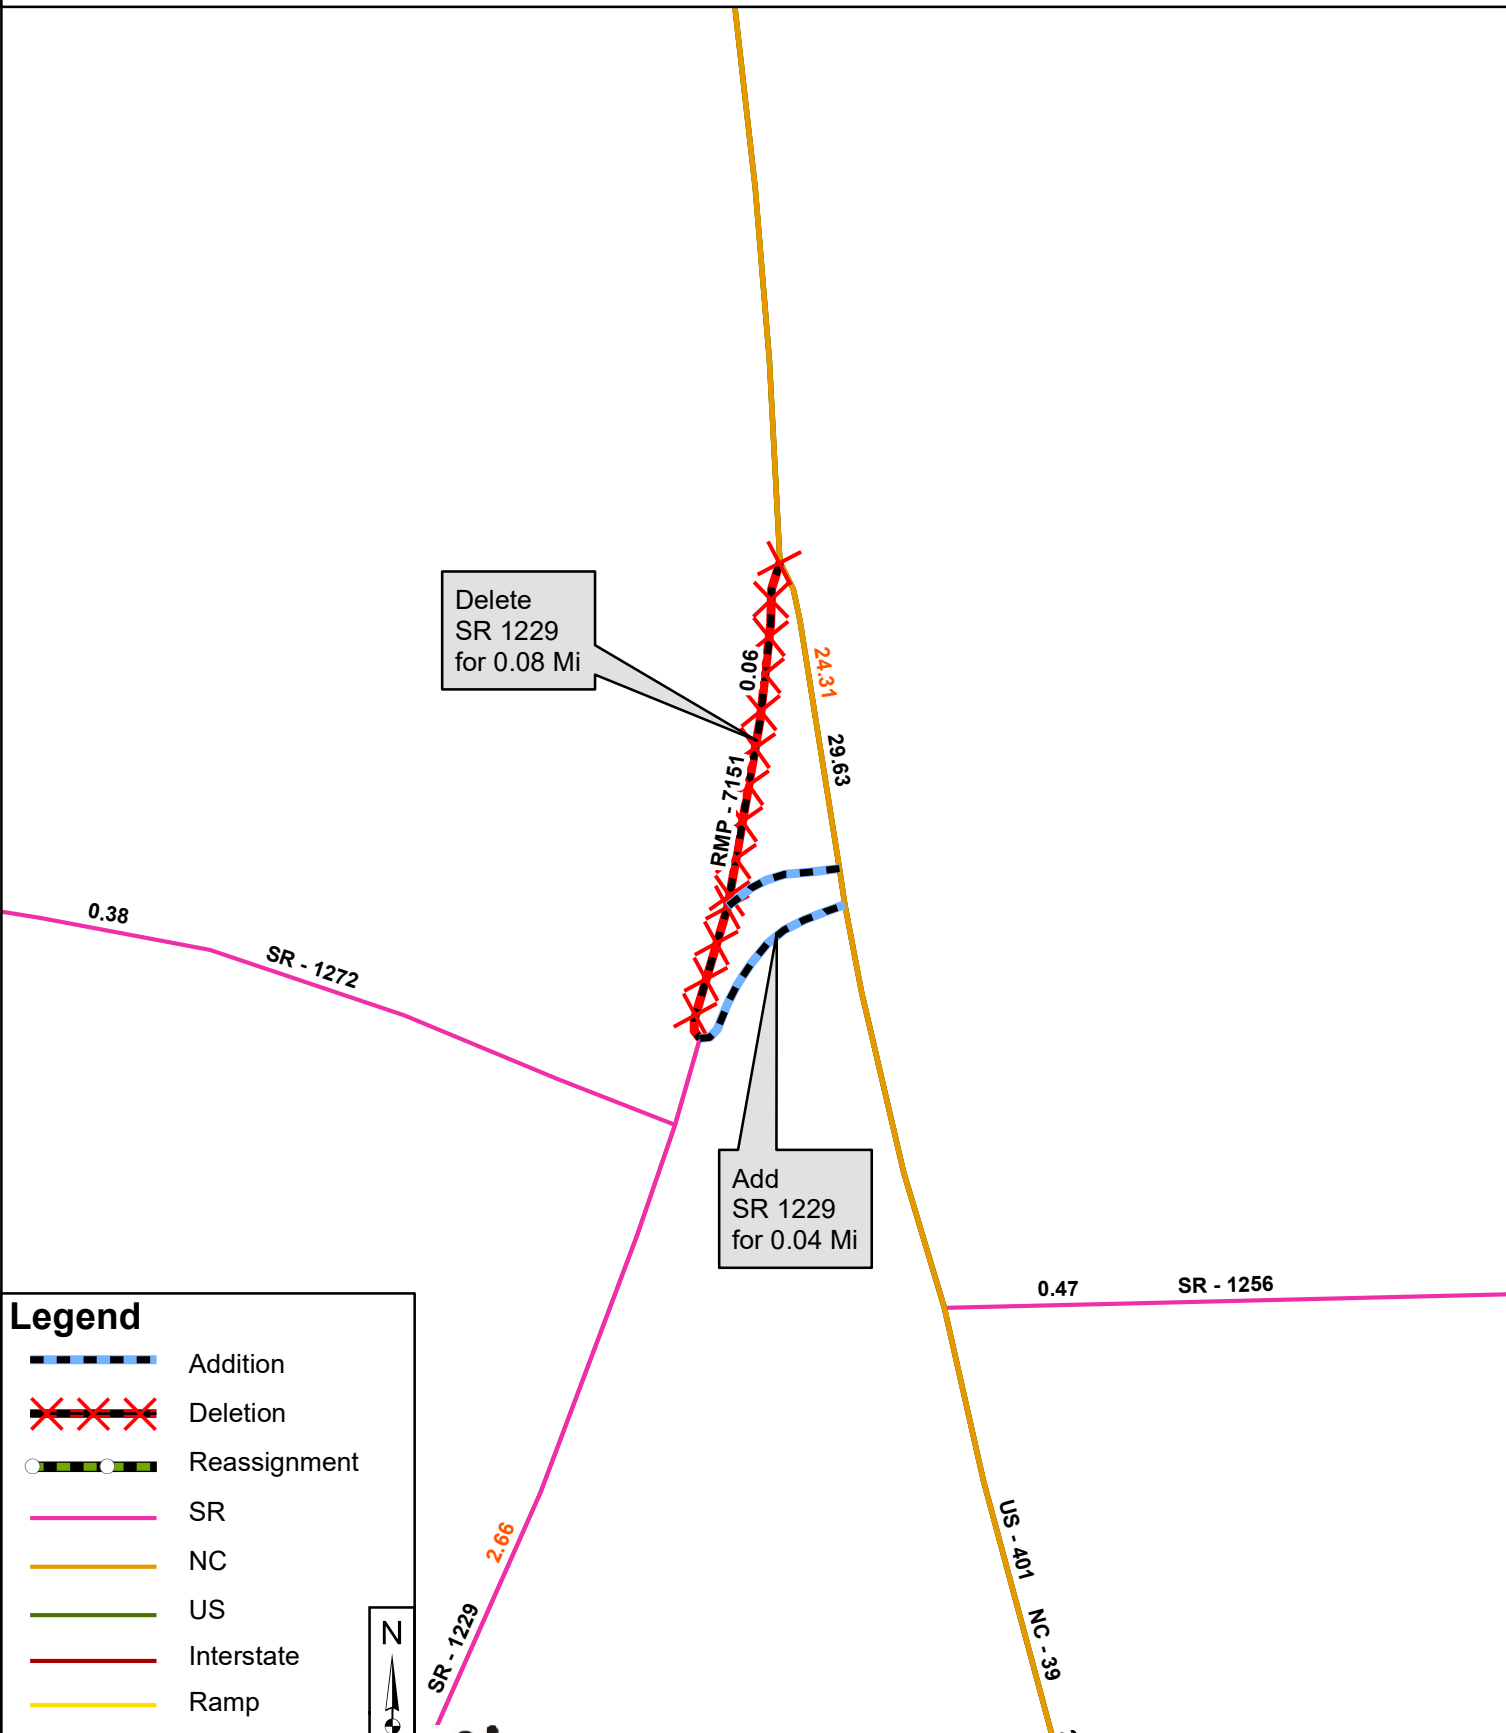 Delete
SR 1229
for 0.08 Mi
0.06
24.31
29.63
RMP - 7151
0.38
SR - 1272
Add
SR 1229
for 0.04 Mi
0.47
SR - 1256
Legend
Addition
Deletion
Reassignment
SR
NC
US
Interstate
Ramp
N
2.66
SR - 1229
US - 401
NC - 39